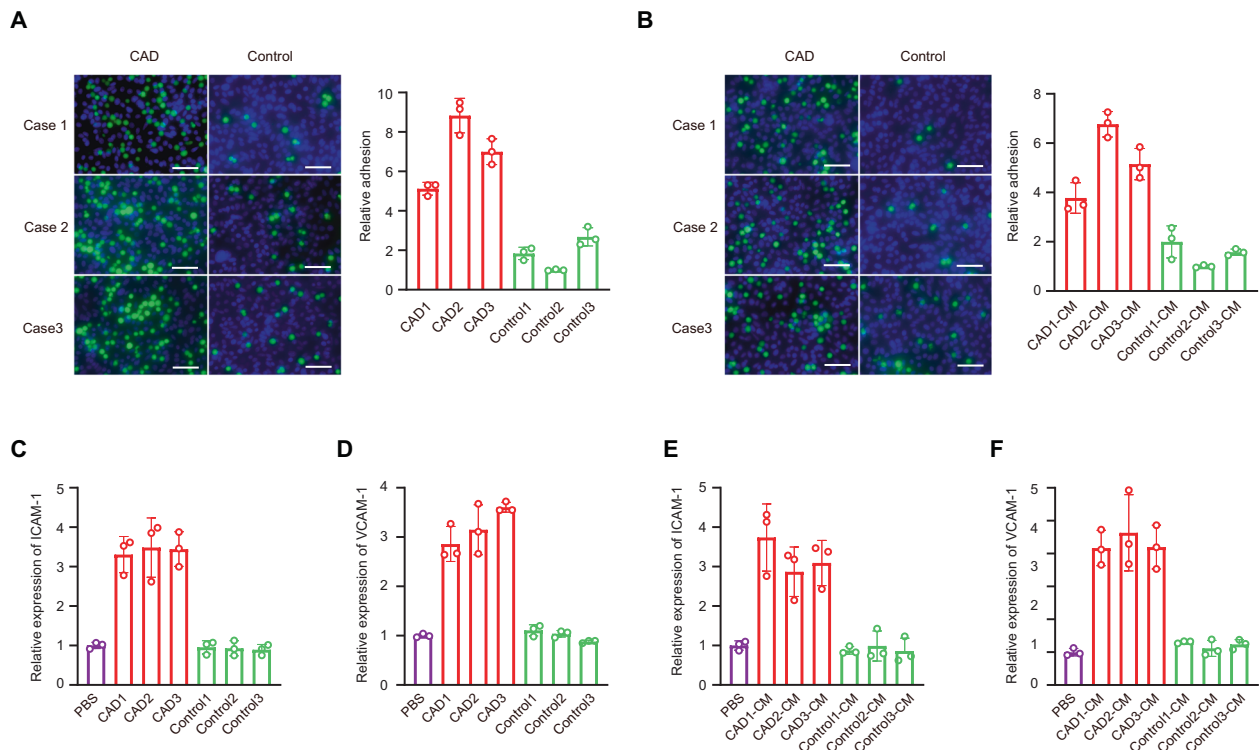 A
CAD
Control
Case 1
Case 2
Case3
Relative adhesion
10
8
6
4
2
0
CAD1
CAD2
CAD3
Control1
Control2
Control3
B
CAD
Control
Case 1
Case 2
Case3
Relative adhesion
8
6
4
2
0
CAD1-CM
CAD2-CM
CAD3-CM
Control1-CM
Control2-CM
Control3-CM
C
Relative expression of ICAM-1
5
4
3
2
1
0
PBS
CAD1
CAD2
CAD3
Control1
Control2
Control3
D
Relative expression of VCAM-1
4
3
2
1
0
PBS
CAD1
CAD2
CAD3
Control1
Control2
Control3
E
Relative expression of ICAM-1
5
4
3
2
1
0
PBS
CAD1-CM
CAD2-CM
CAD3-CM
Control1-CM
Control2-CM
Control3-CM
F
Relative expression of VCAM-1
5
4
3
2
1
0
PBS
CAD1-CM
CAD2-CM
CAD3-CM
Control1-CM
Control2-CM
Control3-CM